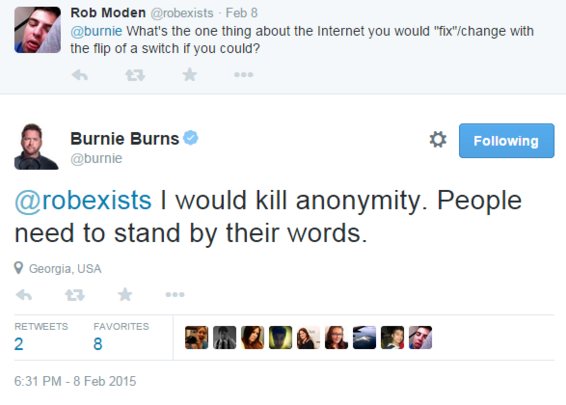 Rob Moden @robexists · Feb 8
@burnie What's the one thing about the Internet you would "fix"/change with
the flip of a switch if you could?
Burnie Burns
@burnie
Following
@robexists I would kill anonymity. People
need to stand by their words.
Georgia, USA
RETWEETS FAVORITES
2 8
6:31 PM - 8 Feb 2015